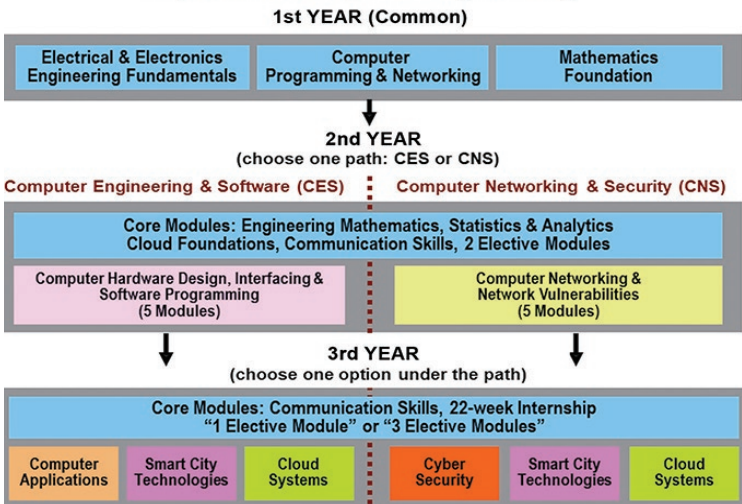 1st YEAR (Common)
Electrical & Electronics
Engineering Fundamentals
Computer
Programming & Networking
Mathematics
Foundation
2nd YEAR
(choose one path: CES or CNS)
Computer Engineering & Software (CES)
Computer Networking & Security (CNS)
Core Modules: Engineering Mathematics, Statistics & Analytics
Cloud Foundations, Communication Skills, 2 Elective Modules
Computer Hardware Design, Interfacing &
Software Programming
(5 Modules)
Computer Networking &
Network Vulnerabilities
(5 Modules)
3rd YEAR
(choose one option under the path)
Core Modules: Communication Skills, 22-week Internship
“1 Elective Module” or “3 Elective Modules”
Computer
Applications
Smart City
Technologies
Cloud
Systems
Cyber
Security
Smart City
Technologies
Cloud
Systems